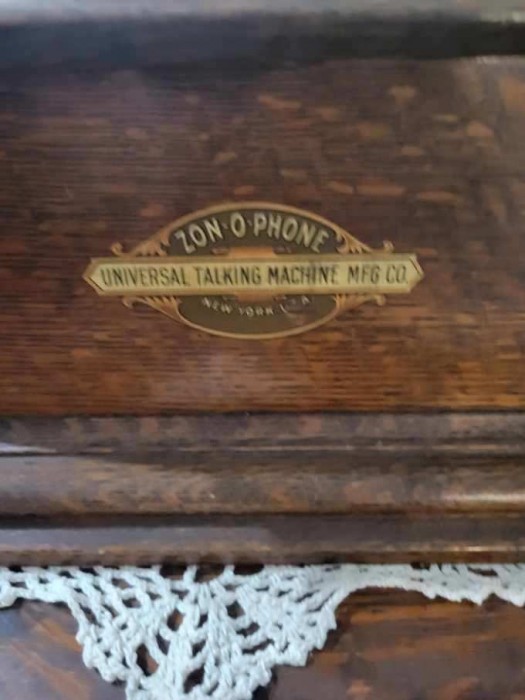 ZON-O-PHONE
UNIVERSAL TALKING MACHINE MFG CO.
NEW YORK U.S.A